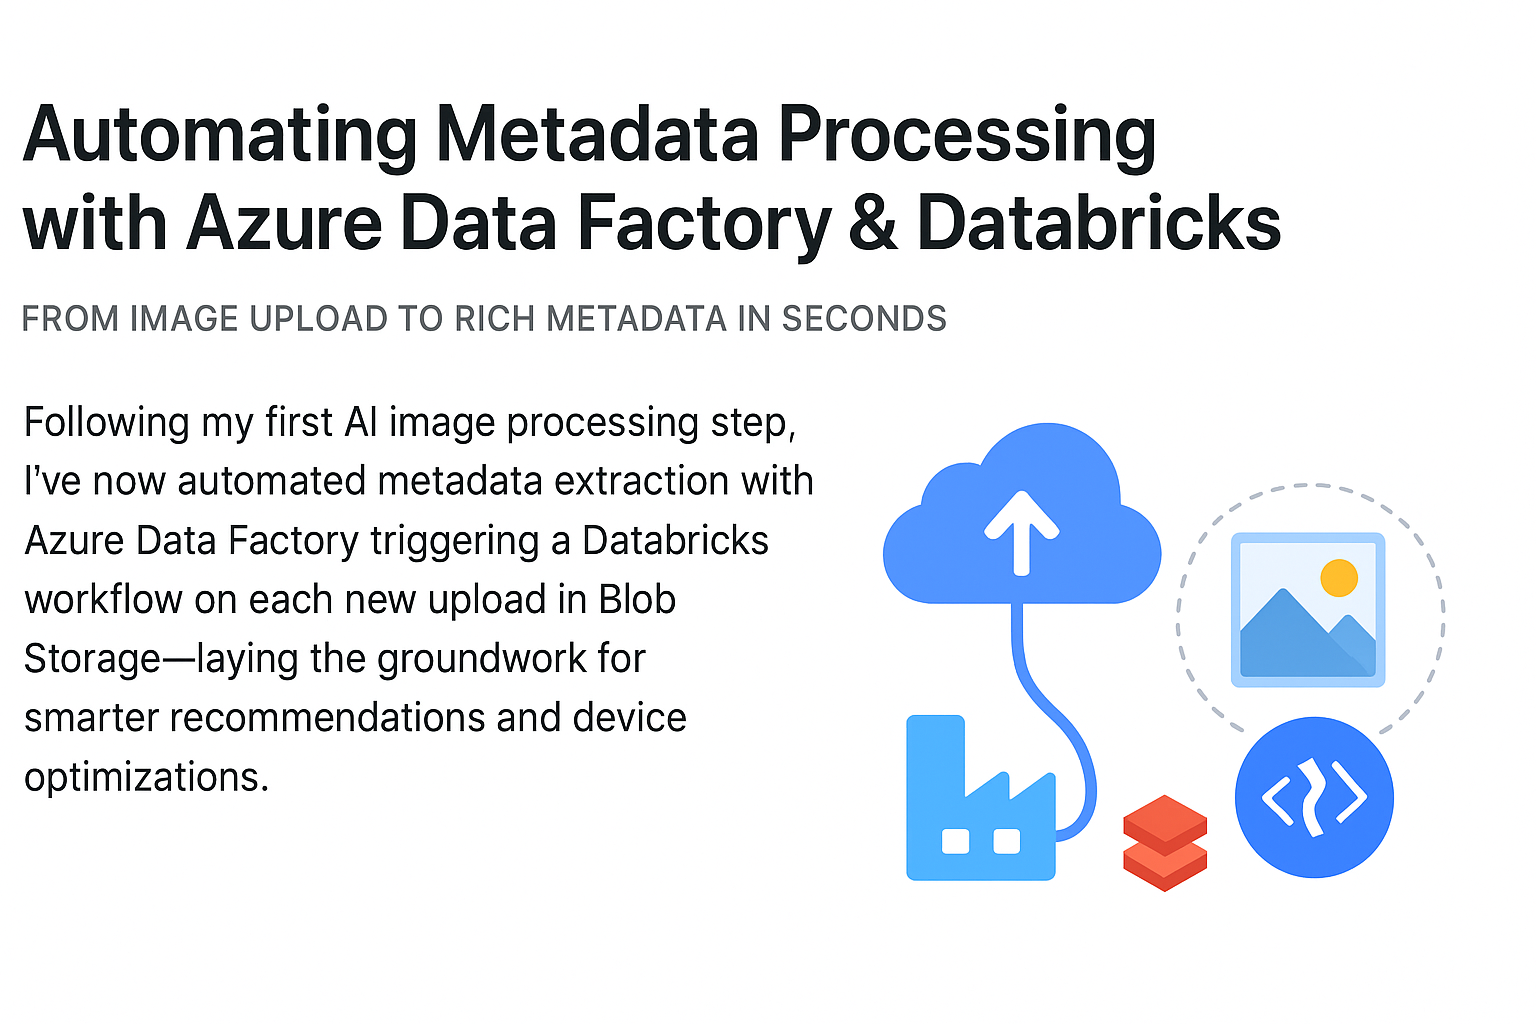 Automating Metadata Processing
with Azure Data Factory & Databricks
FROM IMAGE UPLOAD TO RICH METADATA IN SECONDS
Following my first AI image processing step,
I’ve now automated metadata extraction with
Azure Data Factory triggering a Databricks
workflow on each new upload in Blob
Storage—laying the groundwork for
smarter recommendations and device
optimizations.